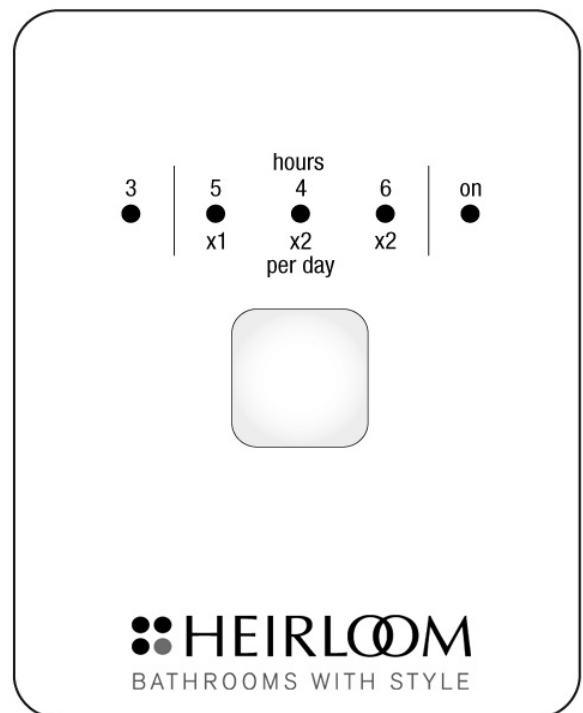 hours
3 5 4 6 on
x1 x2 x2
per day
HEIRLOOM
BATHROOMS WITH STYLE